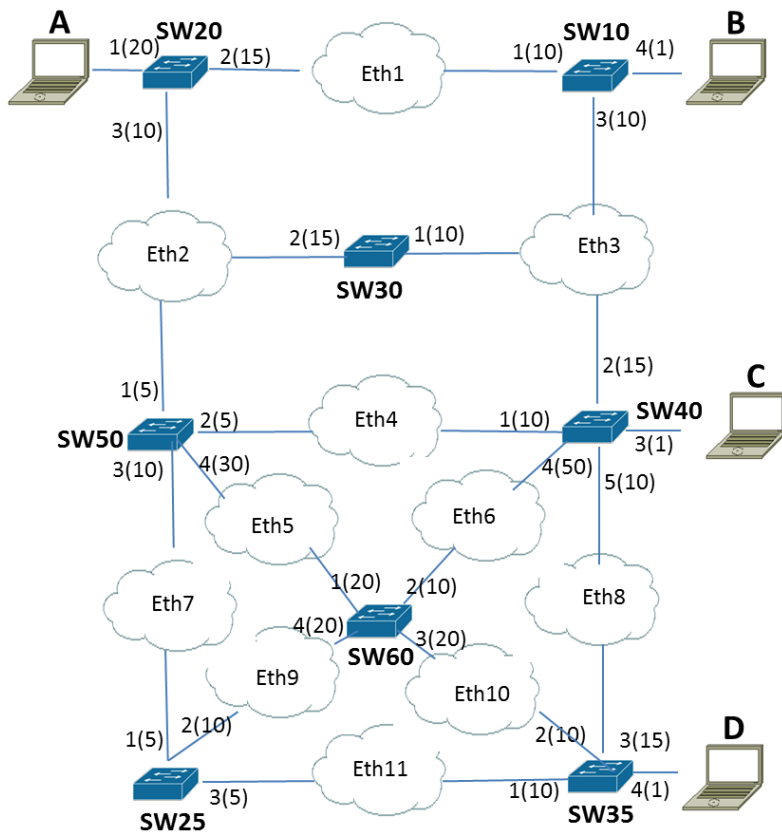 A
SW20
SW10
B
1(20)
2(15)
Eth1
1(10)
4(1)
3(10)
3(10)
Eth2
2(15)
1(10)
Eth3
SW30
1(5)
2(15)
C
SW50
2(5)
Eth4
1(10)
SW40
3(1)
3(10)
4(30)
4(50)
5(10)
Eth5
Eth6
1(20)
2(10)
Eth7
Eth8
4(20)
SW60
3(20)
Eth9
Eth10
2(10)
2(10)
D
1(5)
3(15)
Eth11
SW25
3(5)
1(10)
SW35
4(1)